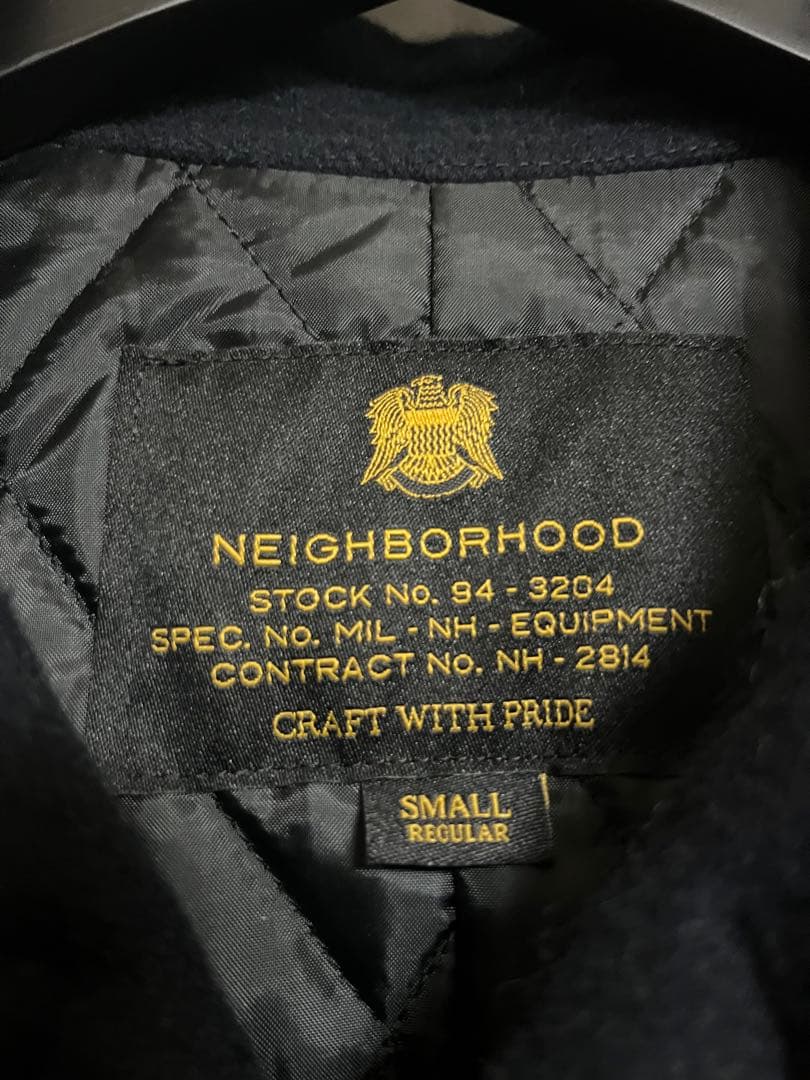 NEIGHBORHOOD
STOCK No. 94 - 3204
SPEC. No. MIL - NH - EQUIPMENT
CONTRACT No. NH - 2814
CRAFT WITH PRIDE
SMALL
REGULAR